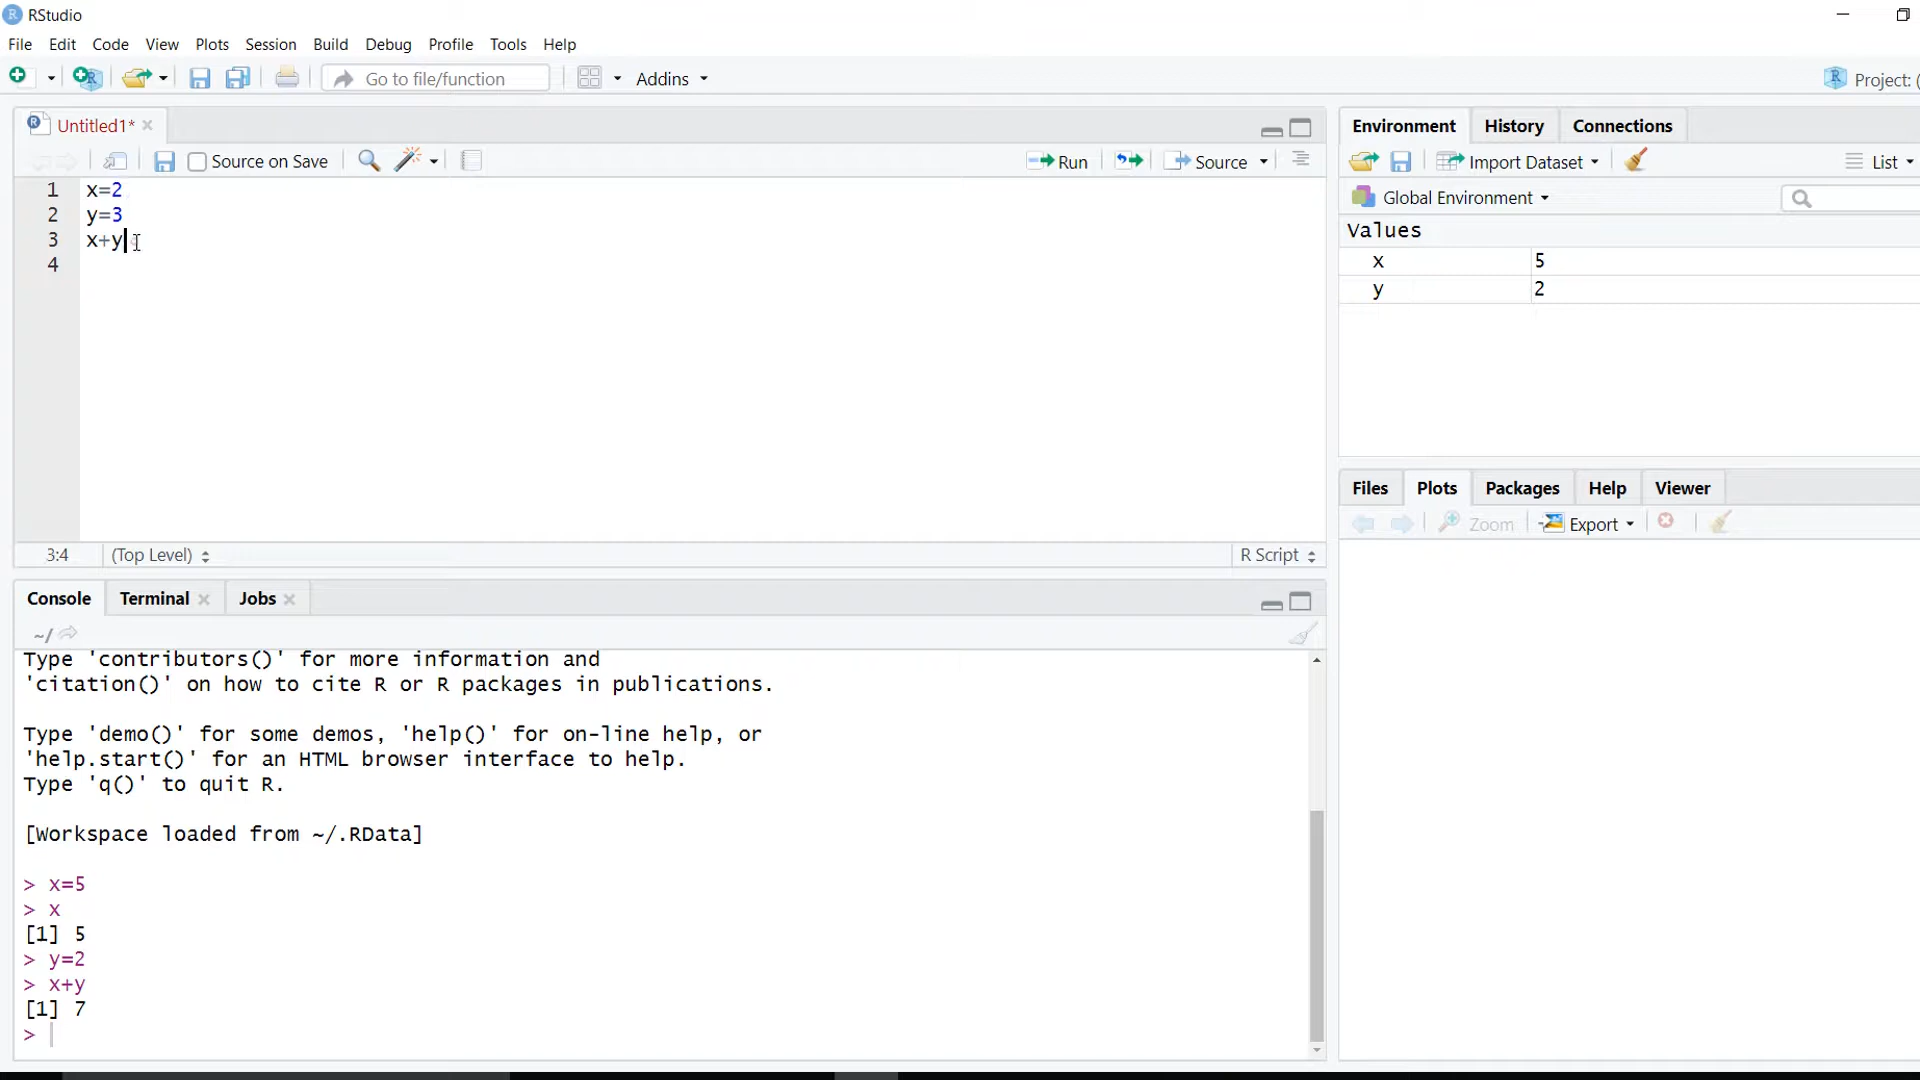 RStudio
File Edit Code View Plots Session Build Debug Profile Tools Help
Go to file/function Addins Project: (
Untitled1*
Source on Save Run Source
1 x=2
2 y=3
3 x+y
4
3:4 (Top Level) R Script
Console Terminal Jobs
~/
Type 'contributors()' for more information and
'citation()' on how to cite R or R packages in publications.
Type 'demo()' for some demos, 'help()' for on-line help, or
'help.start()' for an HTML browser interface to help.
Type 'q()' to quit R.
[Workspace loaded from ~/.RData]
> x=5
> x
[1] 5
> y=2
> x+y
[1] 7
>
Environment History Connections
Import Dataset List
Global Environment
Values
x 5
y 2
Files Plots Packages Help Viewer
Zoom Export